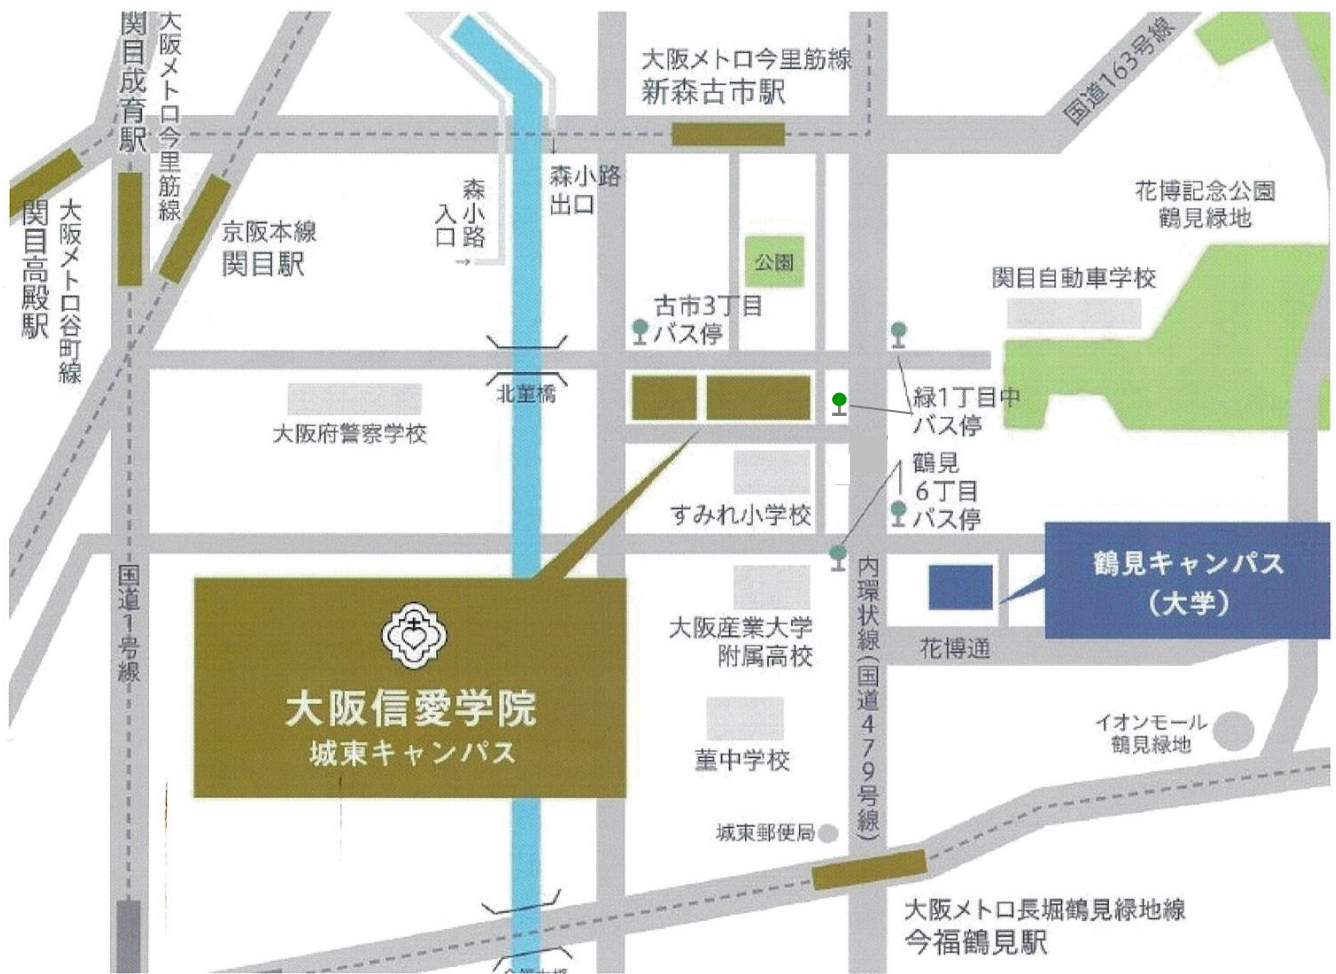 関目成育駅
大阪メトロ今里筋線
大阪メトロ今里筋線
新森古市駅
国道163号線
森小路
出口
森小路
入口
→
↓
花博記念公園
鶴見緑地
大阪メトロ谷町線
関目高殿駅
京阪本線
関目駅
公園
関目自動車学校
古市3丁目
バス停
北菫橋
大阪府警察学校
緑1丁目中
バス停
鶴見
6丁目
バス停
すみれ小学校
鶴見キャンパス
（大学）
国道1号線
内環状線(国道479号線)
大阪産業大学
附属高校
花博通
大阪信愛学院
城東キャンパス
菫中学校
イオンモール
鶴見緑地
城東郵便局
大阪メトロ長堀鶴見緑地線
今福鶴見駅